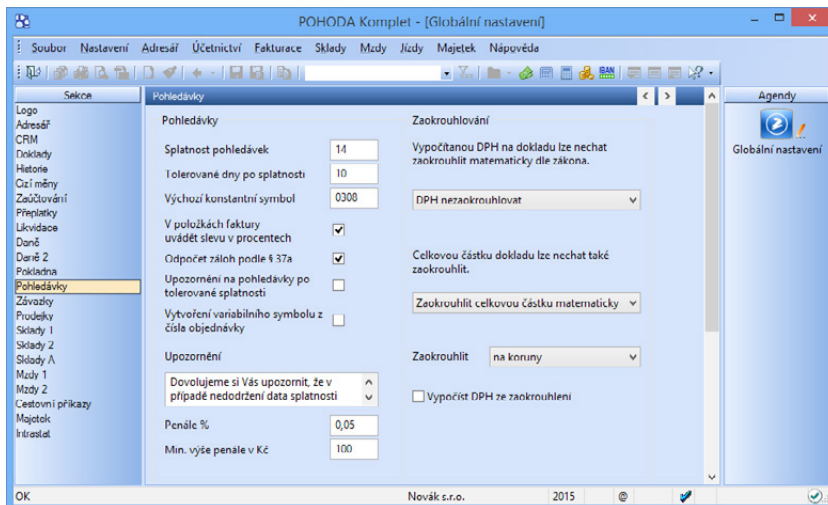 POHODA Komplet - [Globální nastavení]
Soubor Nastavení Adresář Účetnictví Fakturace Sklady Mzdy Jízdy Majetek Nápověda
IBAN
Sekce
Logo
Adresář
CRM
Doklady
Historie
Cizí měny
Zaúčtování
Přeplatky
Likvidace
Daně
Daně 2
Pokladna
Pohledávky
Závazky
Prodejky
Sklady 1
Sklady 2
Sklady A
Mzdy 1
Mzdy 2
Cestovní příkazy
Majetek
Intrastat
Pohledávky
Pohledávky
Splatnost pohledávek 14
Tolerované dny po splatnosti 10
Výchozí konstantní symbol 0308
V položkách faktury
uvádět slevu v procentech
Odpočet záloh podle § 37a
Upozornění na pohledávky po
tolerované splatnosti
Vytvoření variabilního symbolu z
čísla objednávky
Upozornění
Dovolujeme si Vás upozornit, že v
případě nedodržení data splatnosti
Penále % 0,05
Min. výše penále v Kč 100
Zaokrouhlování
Vypočítanou DPH na dokladu lze nechat
zaokrouhlit matematicky dle zákona.
DPH nezaokrouhlovat
Celkovou částku dokladu lze nechat také
zaokrouhlit.
Zaokrouhlit celkovou částku matematicky
Zaokrouhlit na koruny
Vypočíst DPH ze zaokrouhlení
Agendy
Globální nastavení
OK Novák s.r.o. 2015 @